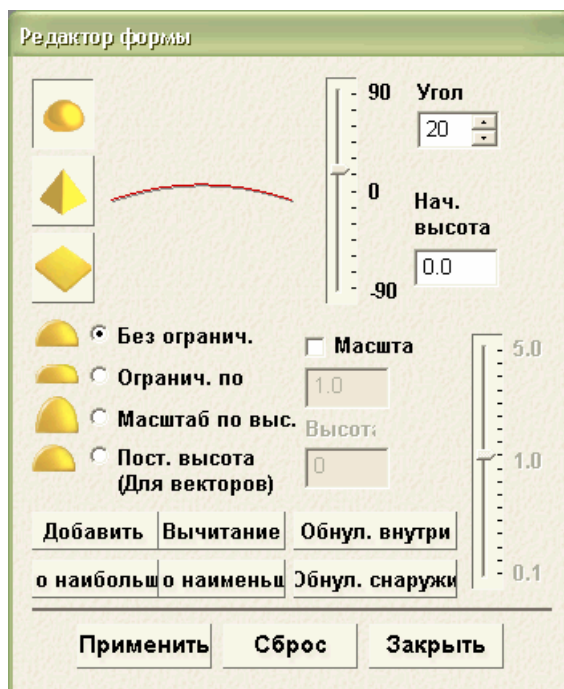 Редактор формы
90
Угол
20
0
Нач.
высота
0.0
-90
Без огранич.
Масшта
5.0
Огранич. по
1.0
Масштаб по выс.
Высота
1.0
Пост. высота
(Для векторов)
0
Добавить Вычитание Обнул. внутри
о наибольш о наименьш Обнул. снаружи
0.1
Применить Сброс Закрыть